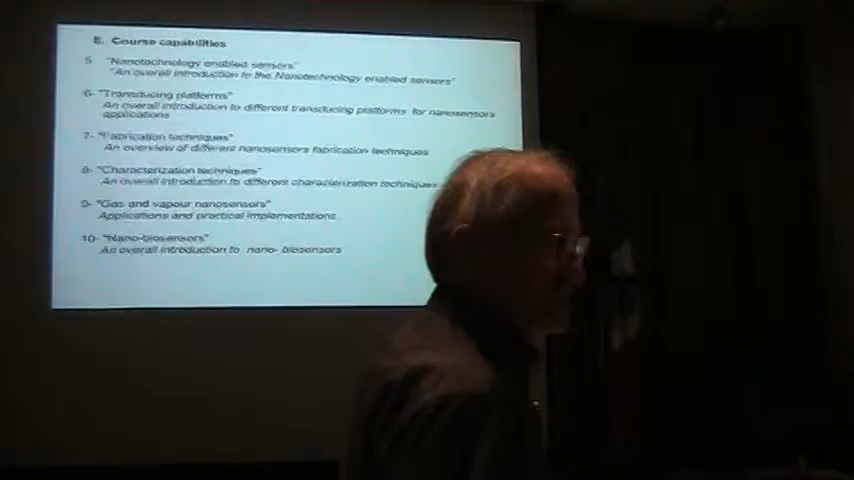 E. Course capabilities
5 "Nanotechnology enabled sensors"
"An overall introduction to the Nanotechnology enabled sensors"
6- "Transducing platforms"
An overall introduction to different transducing platforms for nanosensors
applications
7- "Fabrication techniques"
An overview of different nanosensors fabrication techniques
8- "Characterization techniques"
An overall introduction to different characterization techniques
9- "Gas and vapour nanosensors"
Applications and practical implementations
10- "Nano-biosensors"
An overall introduction to nano- biosensors